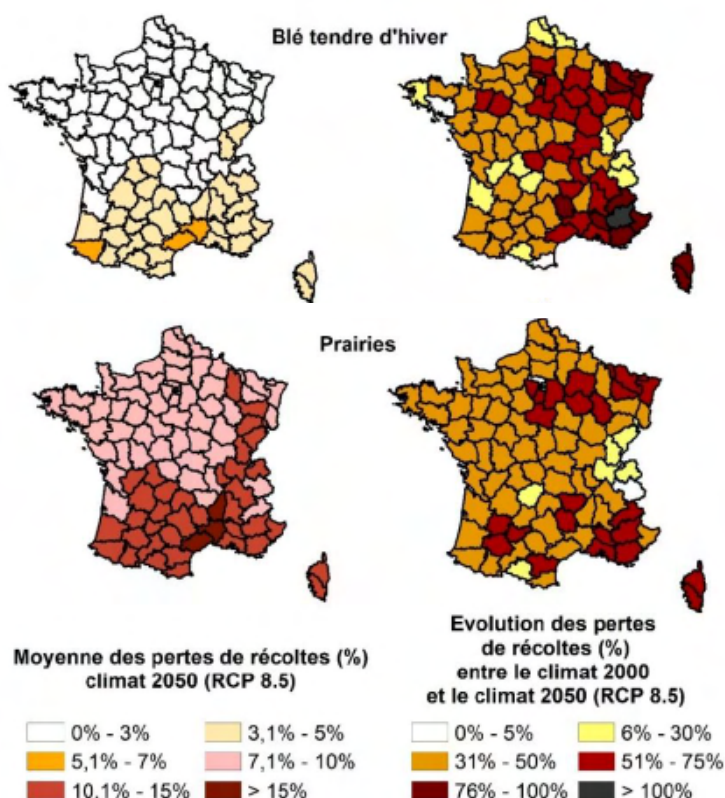 Blé tendre d'hiver
Prairies
Moyenne des pertes de récoltes (%)
climat 2050 (RCP 8.5)
0% - 3%
3,1% - 5%
5,1% - 7%
7,1% - 10%
10,1% - 15%
> 15%
Evolution des pertes
de récoltes (%)
entre le climat 2000
et le climat 2050 (RCP 8.5)
0% - 5%
6% - 30%
31% - 50%
51% - 75%
76% - 100%
> 100%